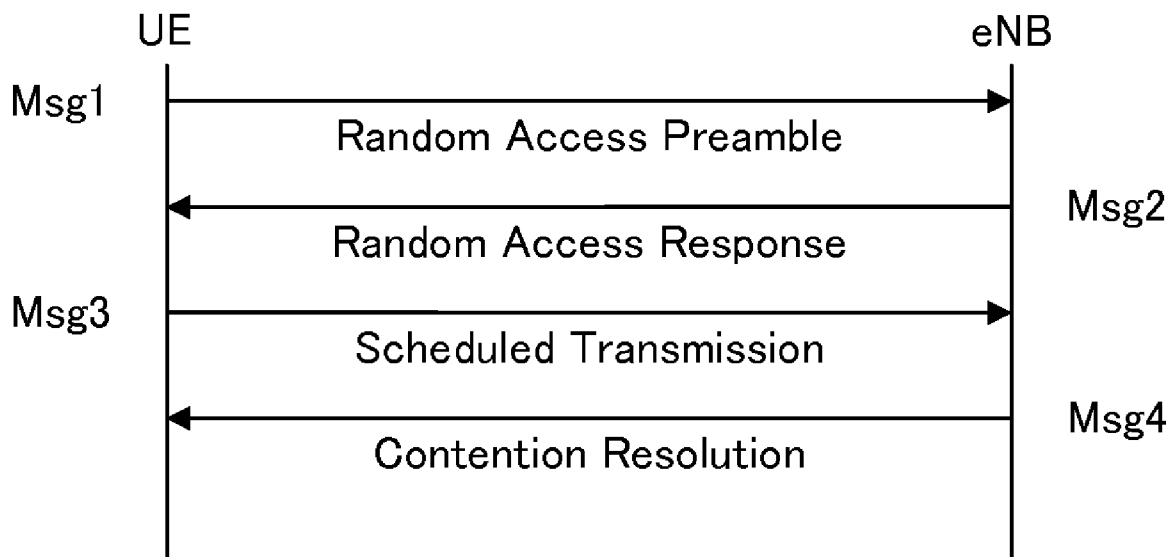 UE
eNB
Msg1
Random Access Preamble
Msg2
Random Access Response
Msg3
Scheduled Transmission
Msg4
Contention Resolution